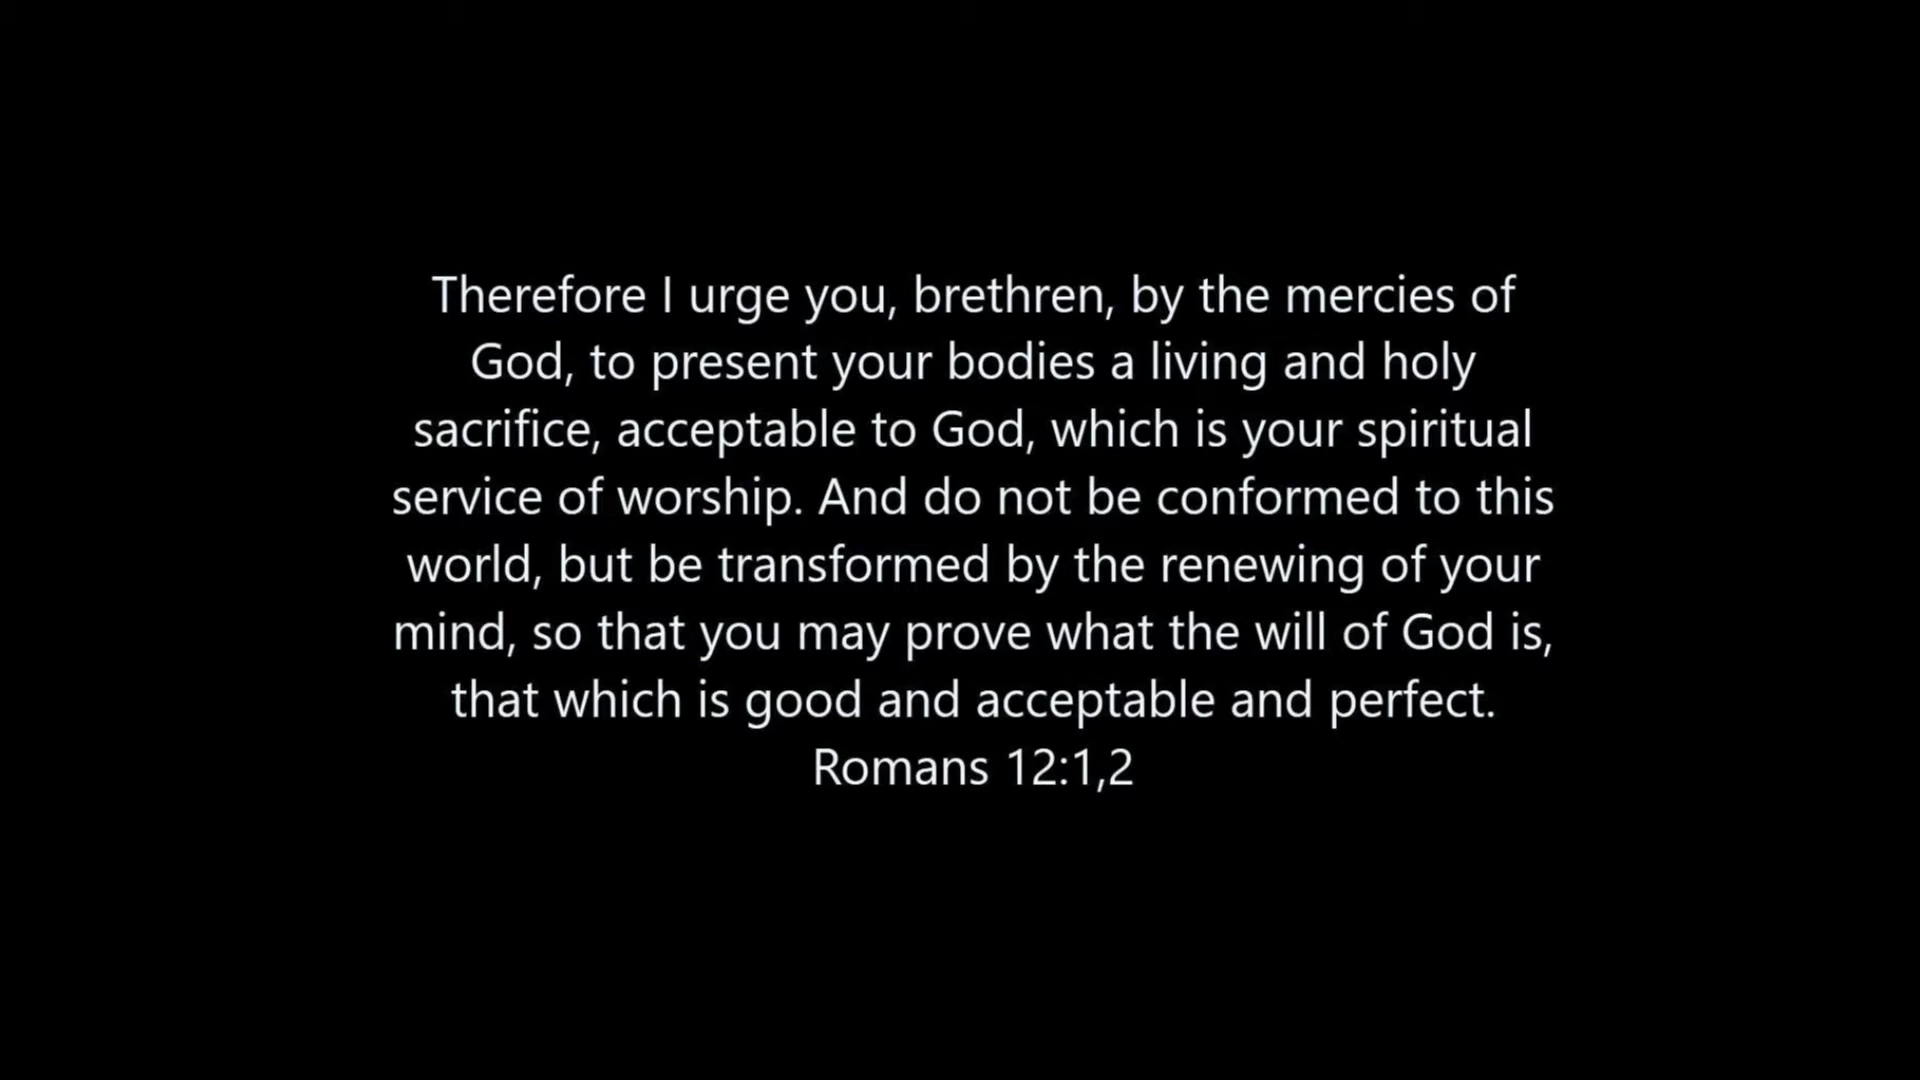 Therefore I urge you, brethren, by the mercies of
God, to present your bodies a living and holy
sacrifice, acceptable to God, which is your spiritual
service of worship. And do not be conformed to this
world, but be transformed by the renewing of your
mind, so that you may prove what the will of God is,
that which is good and acceptable and perfect.
Romans 12:1,2